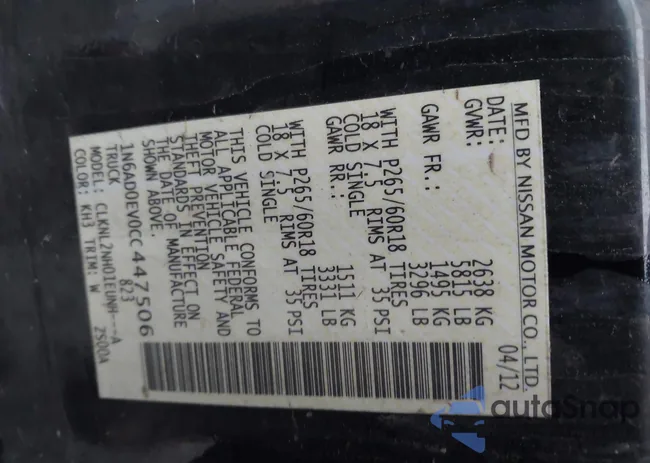 MFD BY NISSAN MOTOR CO., LTD.
DATE: 04/12
GVWR: 2638 KG
5815 LB
GAWR FR.: 1495 KG
3296 LB
WITH P265/60R18 TIRES
18 X 7.5 RIMS AT 35 PSI
COLD SINGLE
GAWR RR.: 1511 KG
3331 LB
WITH P265/60R18 TIRES
18 X 7.5 RIMS AT 35 PSI
COLD SINGLE
THIS VEHICLE CONFORMS TO
ALL APPLICABLE FEDERAL
MOTOR VEHICLE SAFETY AND
THEFT PREVENTION
STANDARDS IN EFFECT ON
THE DATE OF MANUFACTURE
SHOWN ABOVE.
1N6AD0EV0CC447506
TRUCK 823
MODEL: CLKNL2NH01EUNH---A
COLOR: KH3 TRIM: W 2S00A
autoSnap